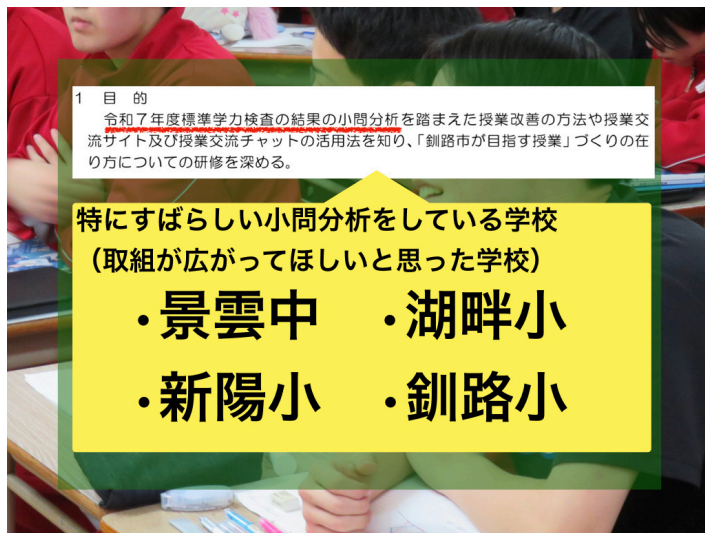 1　目　的
令和７年度標準学力検査の結果の小問分析を踏まえた授業改善の方法や授業交
流サイト及び授業交流チャットの活用法を知り、「釧路市が目指す授業」づくりの在
り方についての研修を深める。
特にすばらしい小問分析をしている学校
（取組が広がってほしいと思った学校）
・景雲中　・湖畔小
・新陽小　・釧路小